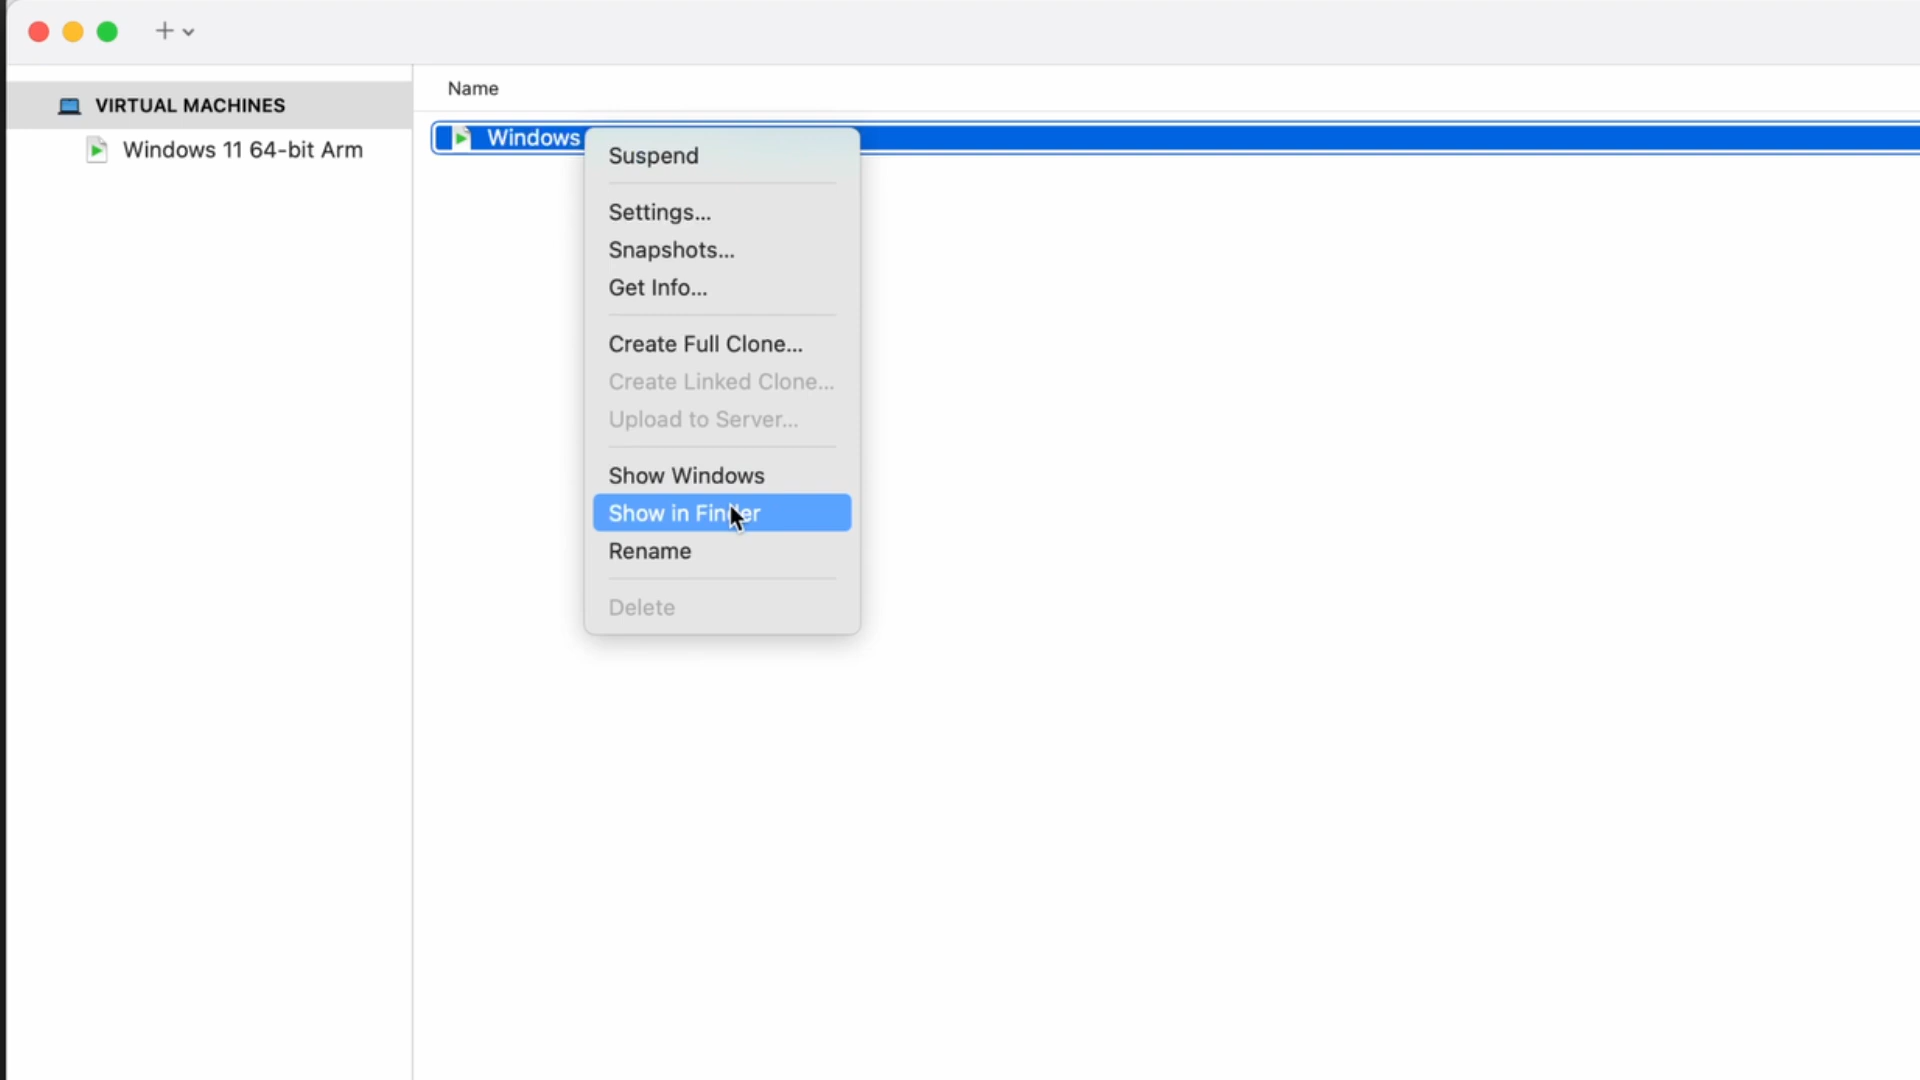 VIRTUAL MACHINES
Windows 11 64-bit Arm
Name
Windows
Suspend
Settings...
Snapshots...
Get Info...
Create Full Clone...
Create Linked Clone...
Upload to Server...
Show Windows
Show in Finder
Rename
Delete